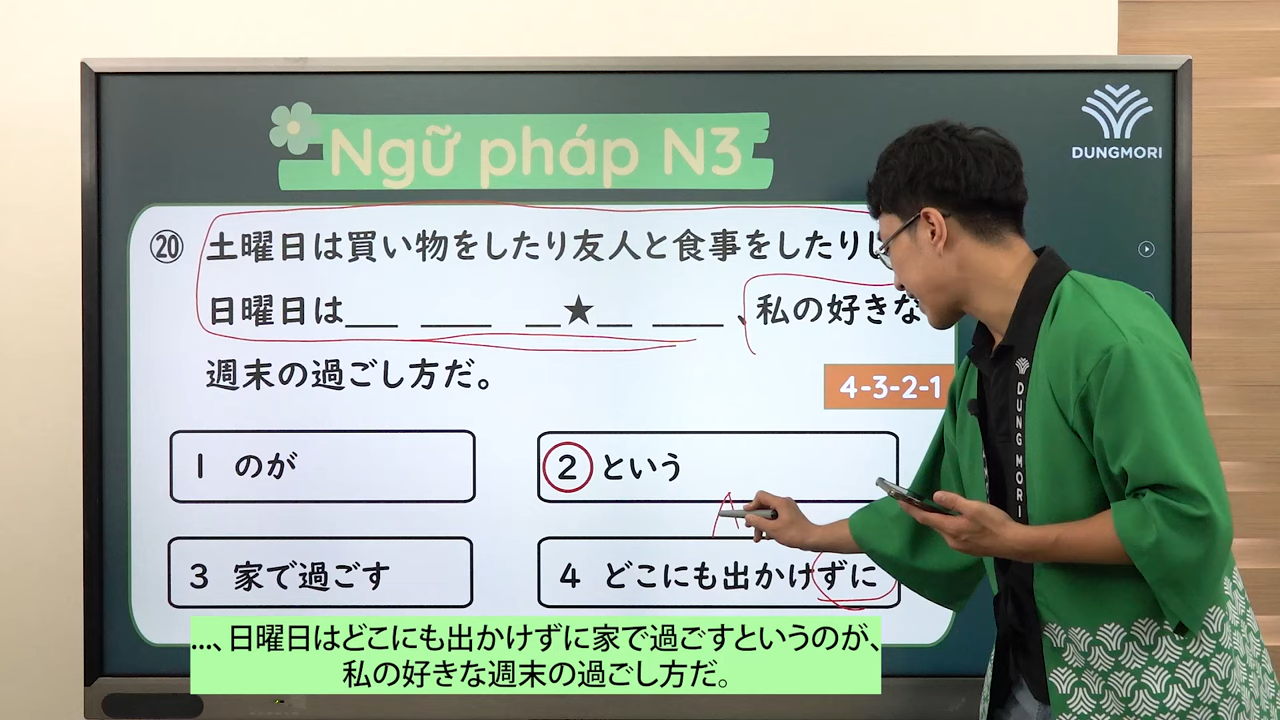 Ngữ pháp N3
DUNGMORI
⑳ 土曜日は買い物をしたり友人と食事をしたりし
日曜日は__ __ _★_ __、私の好きな
週末の過ごし方だ。
4-3-2-1
1 のが
2 という
3 家で過ごす
4 どこにも出かけずに
A
DUNG MORI
...、日曜日はどこにも出かけずに家で過ごすというのが、
私の好きな週末の過ごし方だ。